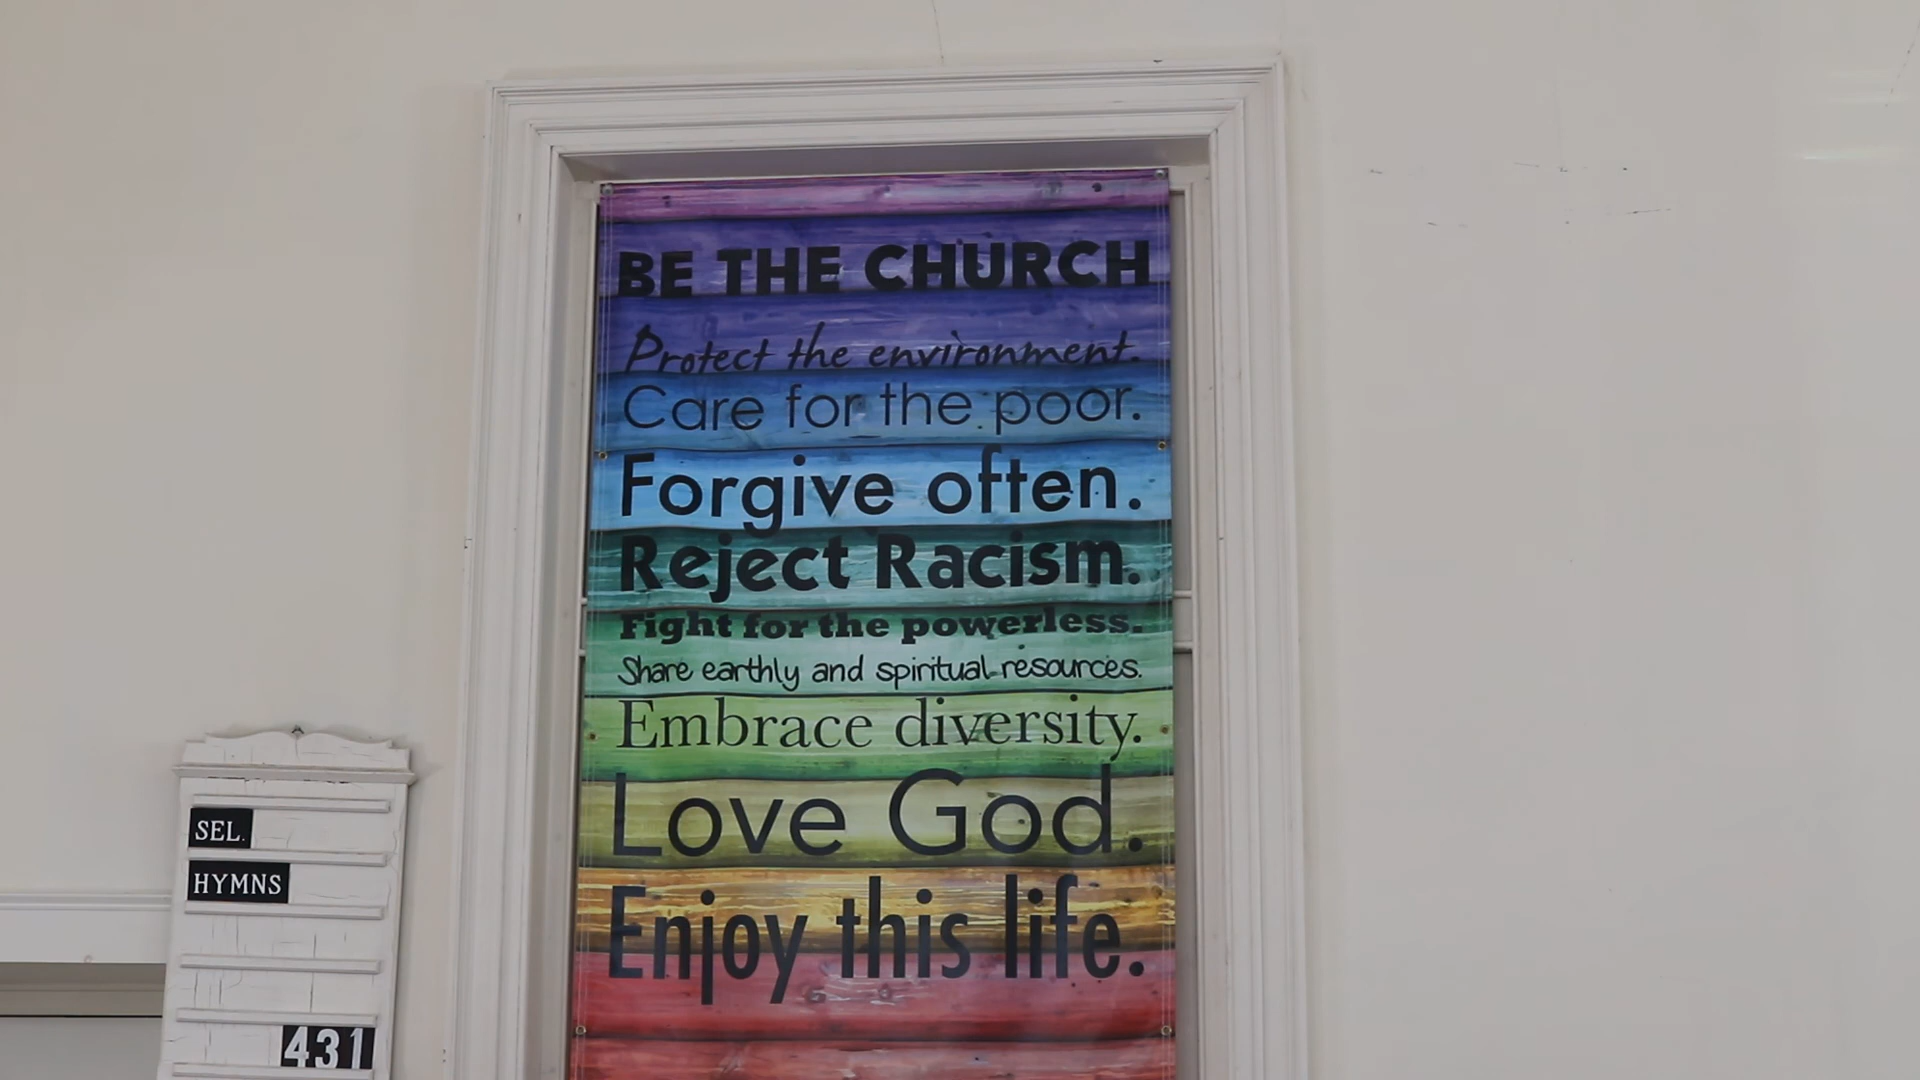 BE THE CHURCH
Protect the environment.
Care for the poor.
Forgive often.
Reject Racism.
Fight for the powerless.
Share earthly and spiritual resources.
Embrace diversity.
Love God.
Enjoy this life.
SEL.
HYMNS
431